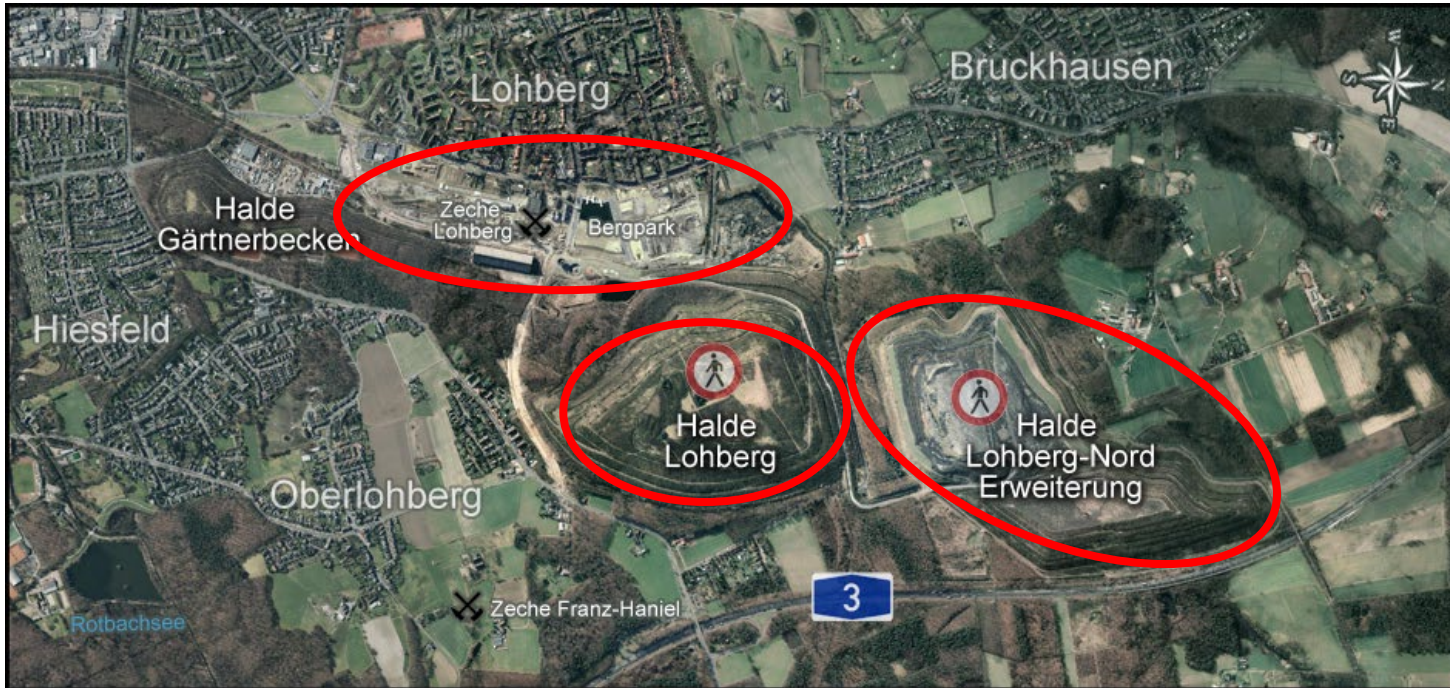 Lohberg
Bruckhausen
W
S
N
E
Halde
Gärtnerbecken
Zeche
Lohberg
Bergpark
Hiesfeld
Halde
Lohberg
Halde
Lohberg-Nord
Erweiterung
Oberlohberg
3
Zeche Franz-Haniel
Rotbachsee